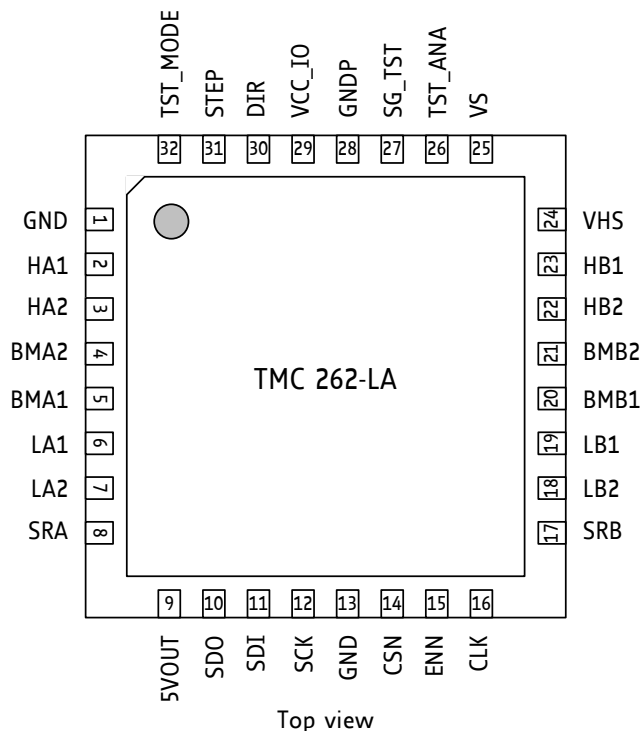 TST_MODE STEP DIR VCC_IO GNDP SG_TST TST_ANA VS
32 31 30 29 28 27 26 25
GND 1 24 VHS
HA1 2 23 HB1
HA2 3 22 HB2
BMA2 4 21 BMB2
TMC 262-LA
BMA1 5 20 BMB1
LA1 6 19 LB1
LA2 7 18 LB2
SRA 8 17 SRB
9 10 11 12 13 14 15 16
5VOUT SDO SDI SCK GND CSN ENN CLK
Top view